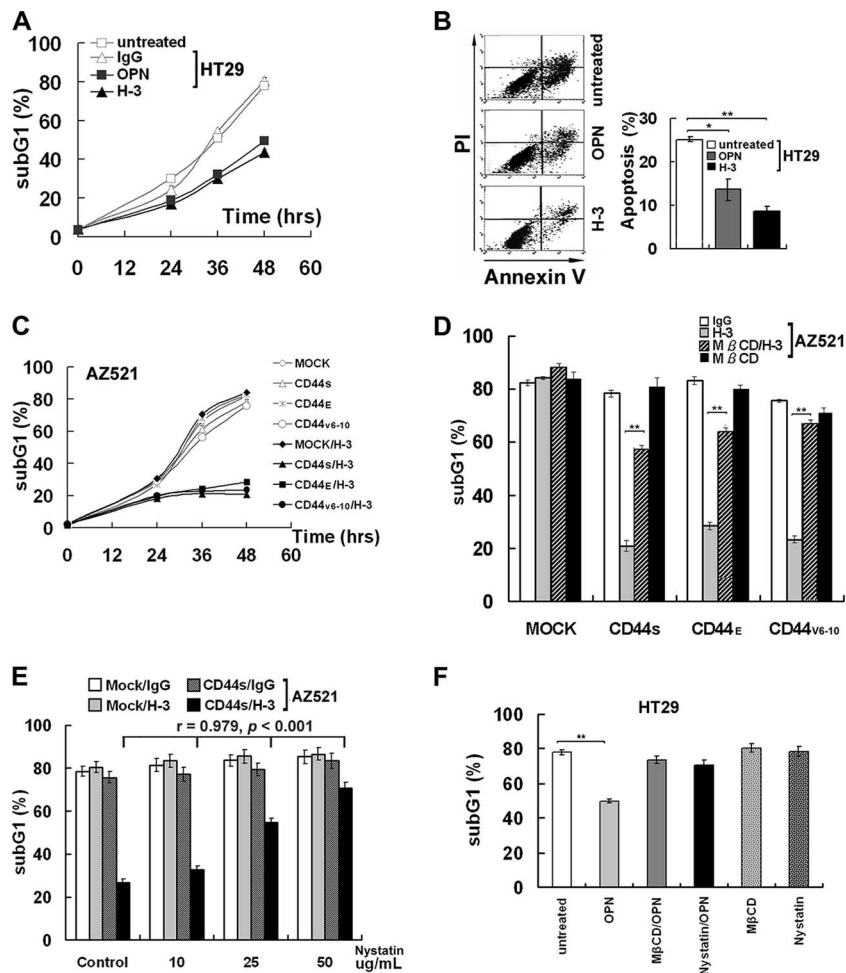 A
100
80
60
40
20
0
subG1 (%)
untreated
IgG
OPN
H-3
HT29
Time (hrs)
0 12 24 36 48 60
B
PI
untreated
OPN
H-3
Annexin V
Apoptosis (%)
30
20
10
0
**
*
untreated
OPN
H-3
HT29
C
AZ521
100
80
60
40
20
0
subG1 (%)
MOCK
CD44s
CD44E
CD44v6-10
MOCK/H-3
CD44s/H-3
CD44E/H-3
CD44v6-10/H-3
Time (hrs)
0 12 24 36 48 60
D
IgG
H-3
MβCD/H-3
MβCD
AZ521
100
80
60
40
20
0
subG1 (%)
**
**
**
MOCK CD44s CD44E CD44V6-10
E
Mock/IgG CD44s/IgG
Mock/H-3 CD44s/H-3
AZ521
r = 0.979, p < 0.001
100
80
60
40
20
0
subG1 (%)
Control 10 25 50
Nystatin
ug/mL
F
HT29
100
80
60
40
20
0
subG1 (%)
**
untreated
OPN
MβCD/OPN
Nystatin/OPN
MβCD
Nystatin